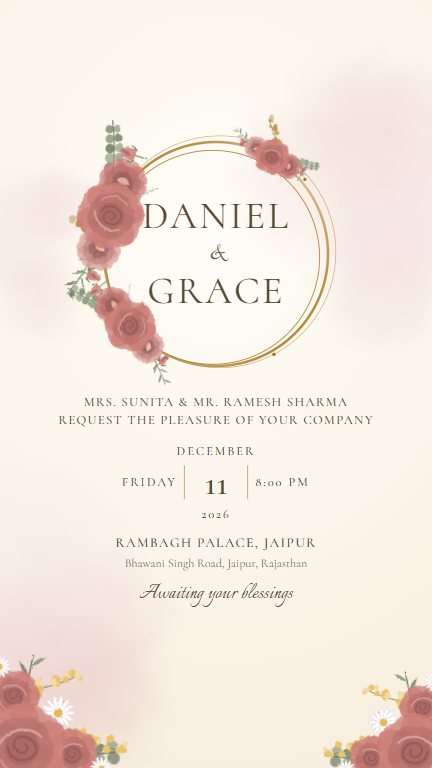 DANIEL
&
GRACE
MRS. SUNITA & MR. RAMESH SHARMA
REQUEST THE PLEASURE OF YOUR COMPANY
DECEMBER
FRIDAY 11 8:00 PM
2026
RAMBAGH PALACE, JAIPUR
Bhawani Singh Road, Jaipur, Rajasthan
Awaiting your blessings